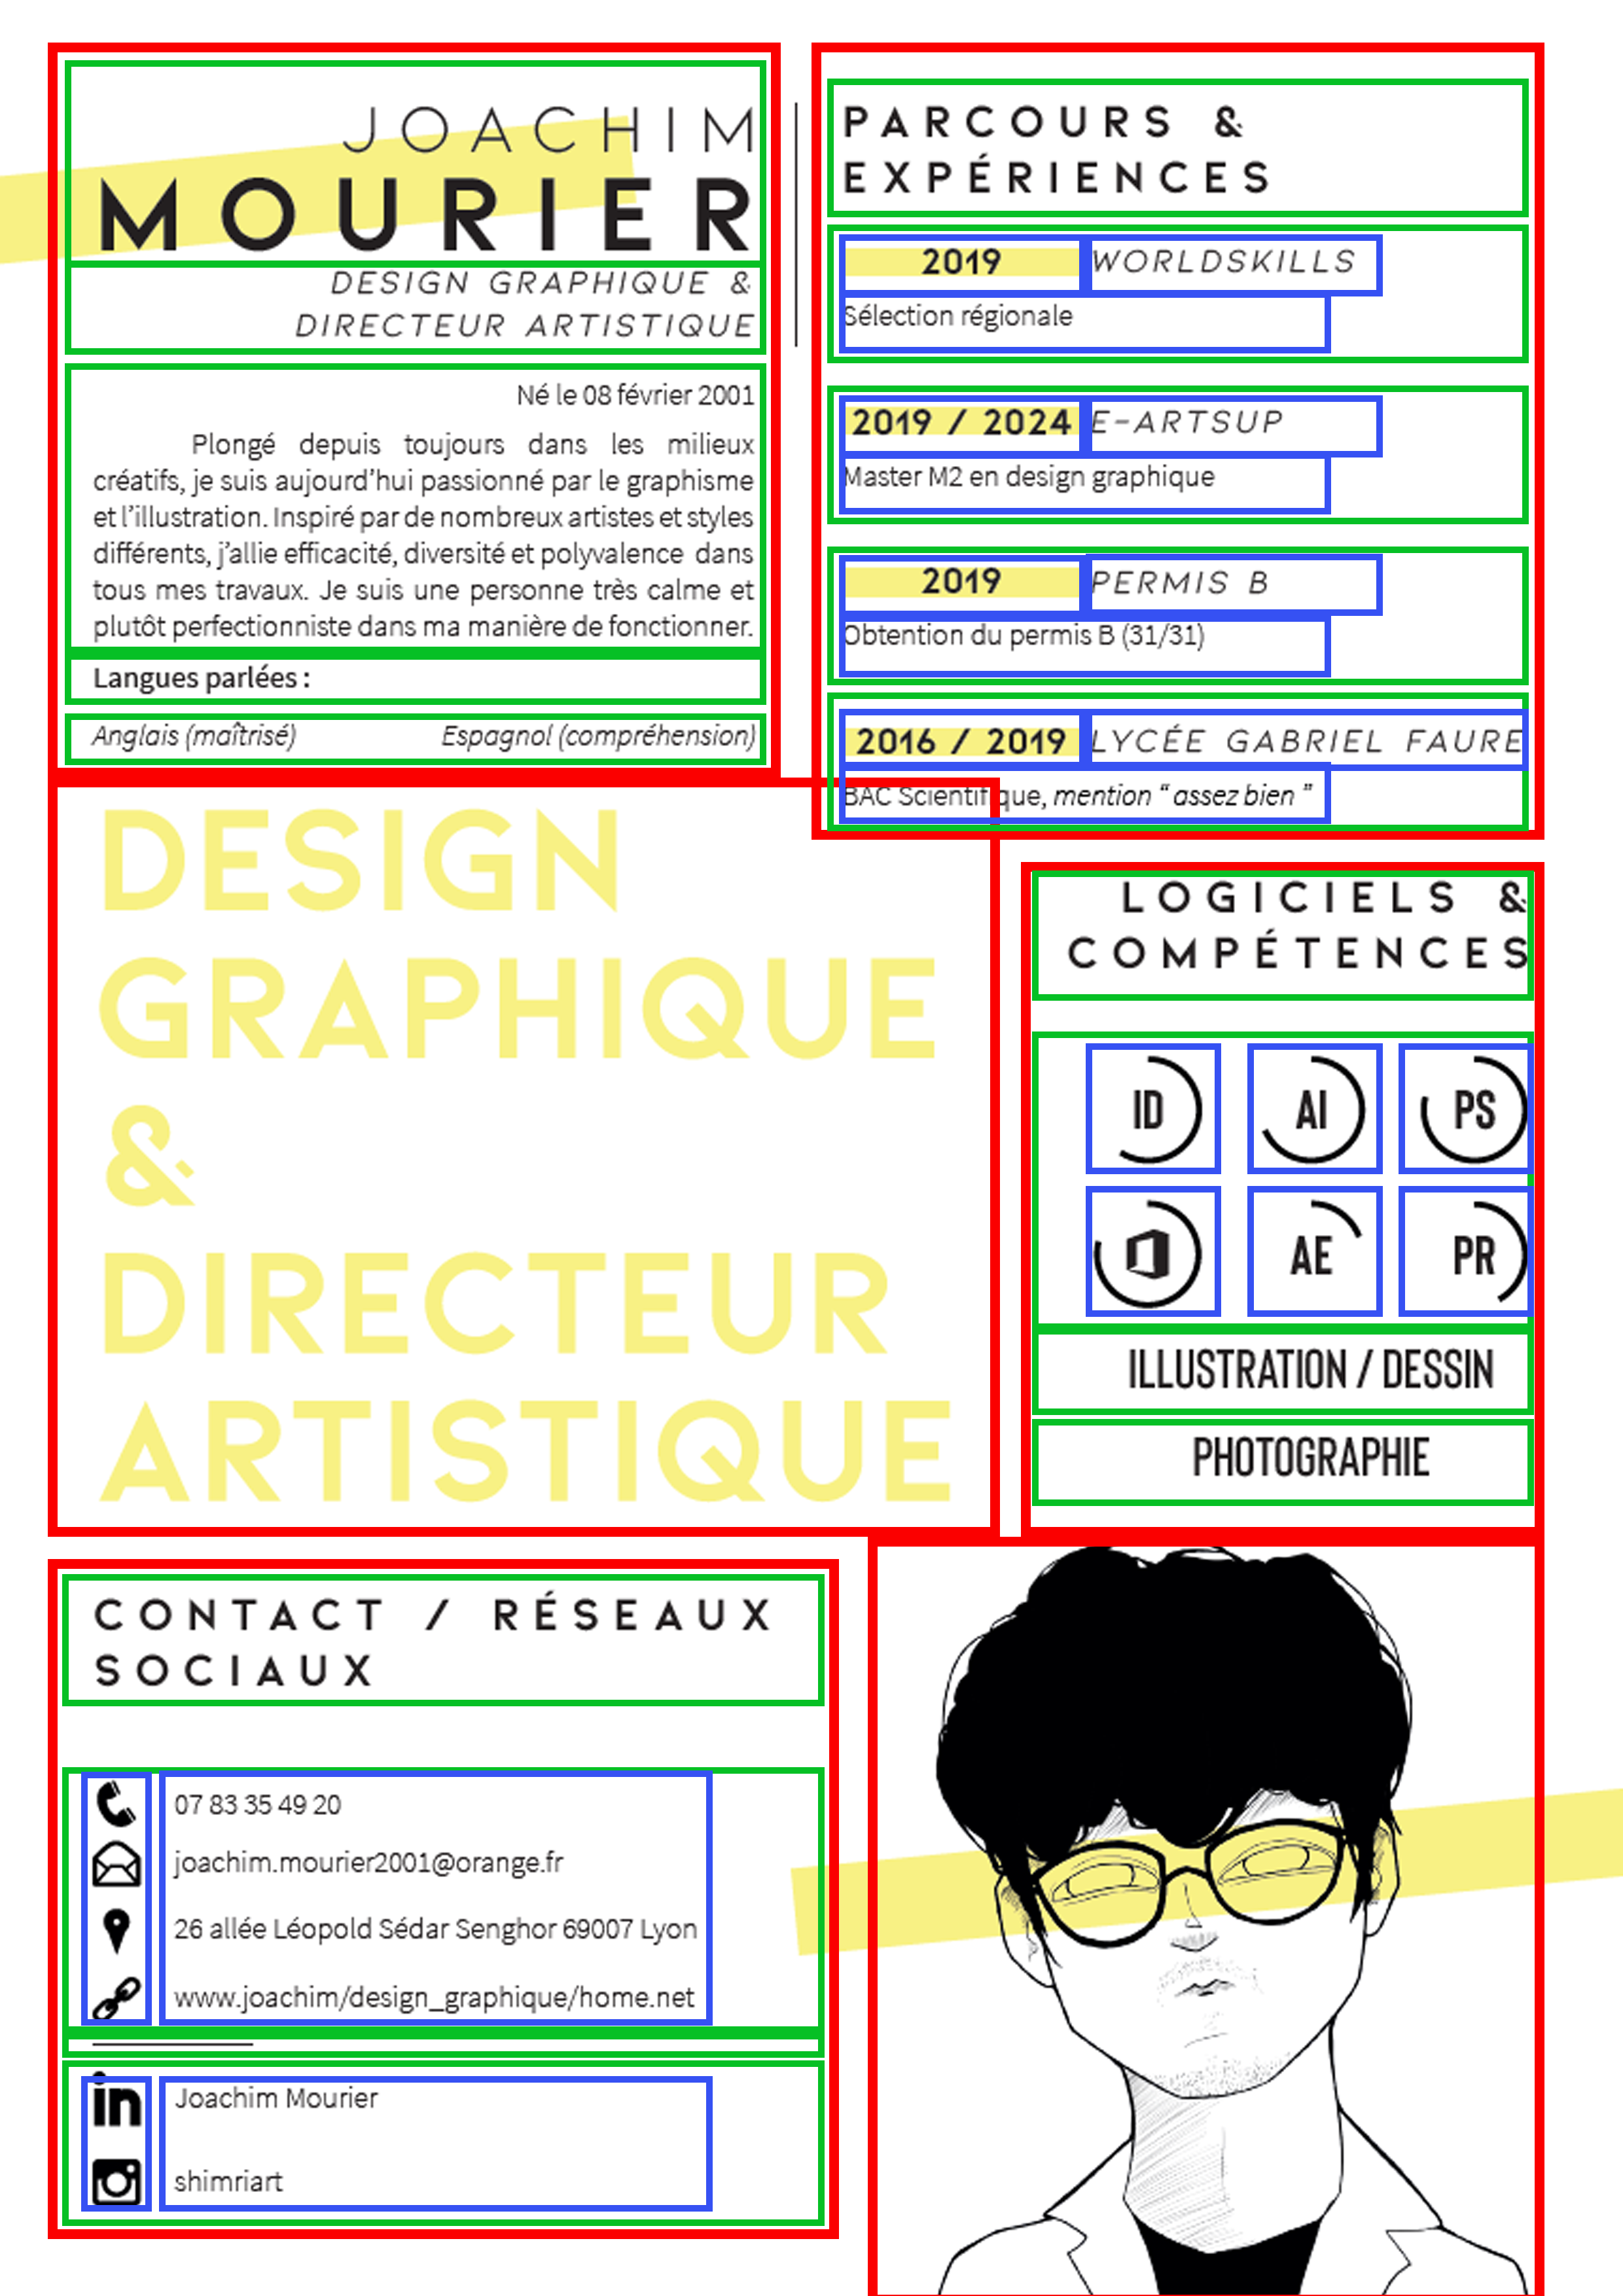 JOACHIM
MOURIER
DESIGN GRAPHIQUE &
DIRECTEUR ARTISTIQUE
Né le 08 février 2001
Plongé depuis toujours dans les milieux
créatifs, je suis aujourd’hui passionné par le graphisme
et l’illustration. Inspiré par de nombreux artistes et styles
différents, j’allie efficacité, diversité et polyvalence dans
tous mes travaux. Je suis une personne très calme et
plutôt perfectionniste dans ma manière de fonctionner.
Langues parlées :
Anglais (maîtrisé) Espagnol (compréhension)
PARCOURS &
EXPÉRIENCES
2019 WORLDSKILLS
Sélection régionale
2019 / 2024 E-ARTSUP
Master M2 en design graphique
2019 PERMIS B
Obtention du permis B (31/31)
2016 / 2019 LYCÉE GABRIEL FAURE
BAC Scientifique, mention “ assez bien ”
DESIGN
GRAPHIQUE
&
DIRECTEUR
ARTISTIQUE
LOGICIELS &
COMPÉTENCES
ID AI PS
AE PR
ILLUSTRATION / DESSIN
PHOTOGRAPHIE
CONTACT / RÉSEAUX
SOCIAUX
07 83 35 49 20
joachim.mourier2001@orange.fr
26 allée Léopold Sédar Senghor 69007 Lyon
www.joachim/design_graphique/home.net
in Joachim Mourier
shimriart